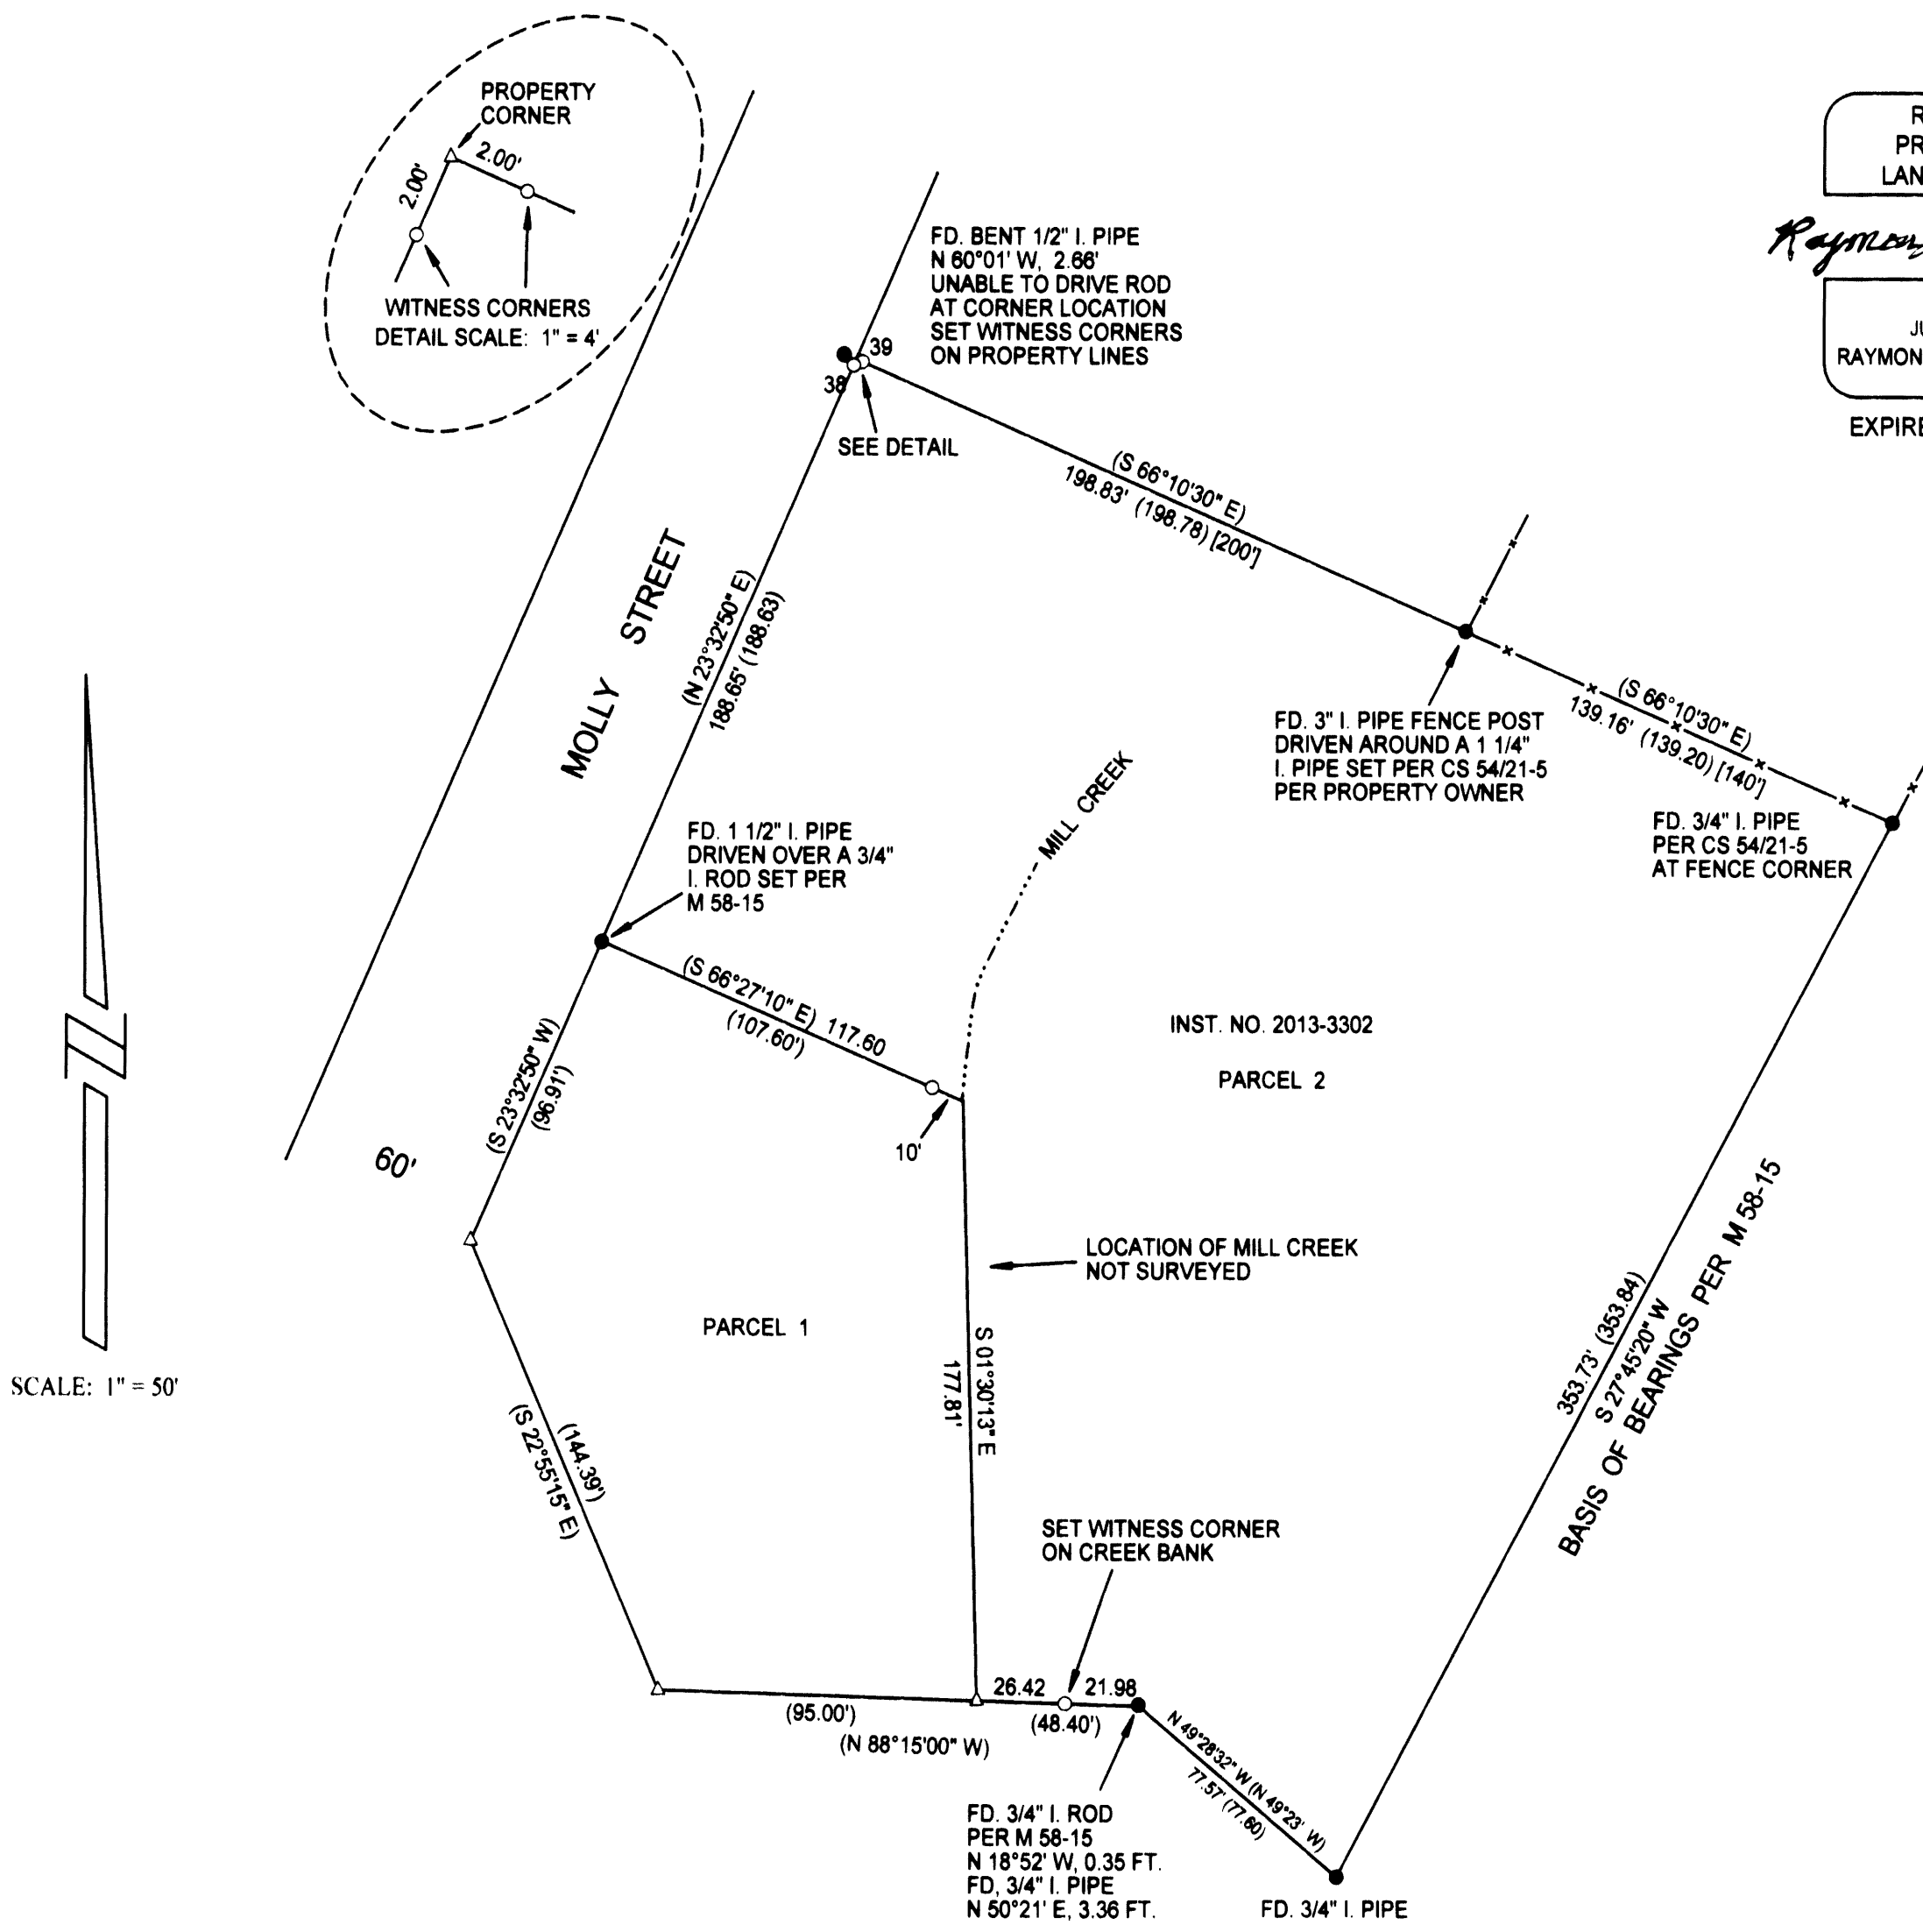 PROPERTY
CORNER
2.00'
2.00'
WITNESS CORNERS
DETAIL SCALE: 1" = 4'
R
PR
LAN
JU
RAYMON
EXPIRE
FD. BENT 1/2" I. PIPE
N 60°01' W, 2.66'
UNABLE TO DRIVE ROD
AT CORNER LOCATION
SET WITNESS CORNERS
ON PROPERTY LINES
39
38
SEE DETAIL
(S 66°10'30" E)
198.83' (198.78) [200']
MOLLY STREET
(N 23°32'50" E)
188.65' (188.63)
FD. 3" I. PIPE FENCE POST
DRIVEN AROUND A 1 1/4"
I. PIPE SET PER CS 54/21-5
PER PROPERTY OWNER
(S 66°10'30" E)
139.16' (139.20) [140']
FD. 3/4" I. PIPE
PER CS 54/21-5
AT FENCE CORNER
MILL CREEK
FD. 1 1/2" I. PIPE
DRIVEN OVER A 3/4"
I. ROD SET PER
M 58-15
(S 66°27'10" E) 117.60
(107.60')
INST. NO. 2013-3302
PARCEL 2
(S 23°32'50" W)
(96.91')
10'
60'
LOCATION OF MILL CREEK
NOT SURVEYED
PARCEL 1
S 01°30'13" E
177.81'
353.73' (353.84)
S 27°45'20" W
BASIS OF BEARINGS PER M 58-15
SCALE: 1" = 50'
(144.39')
(S 22°55'15" E)
SET WITNESS CORNER
ON CREEK BANK
26.42
21.98
(95.00')
(48.40')
(N 88°15'00" W)
N 49°28'32" W (N 49°23' W)
77.57' (77.60)
FD. 3/4" I. ROD
PER M 58-15
N 18°52' W, 0.35 FT.
FD, 3/4" I. PIPE
N 50°21' E, 3.36 FT.
FD. 3/4" I. PIPE